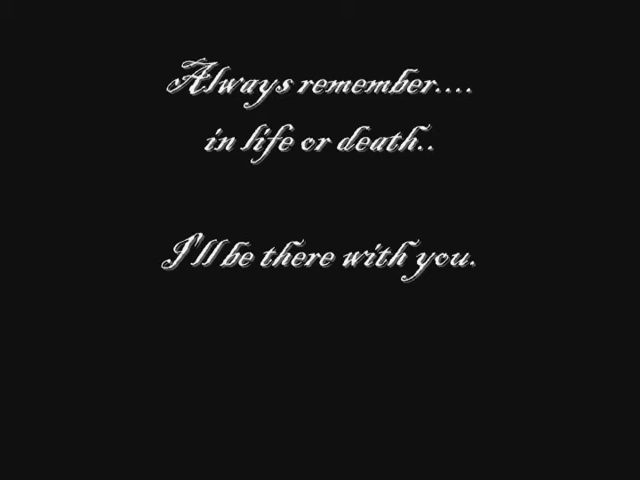 Always remember....
in life or death..
I'll be there with you.